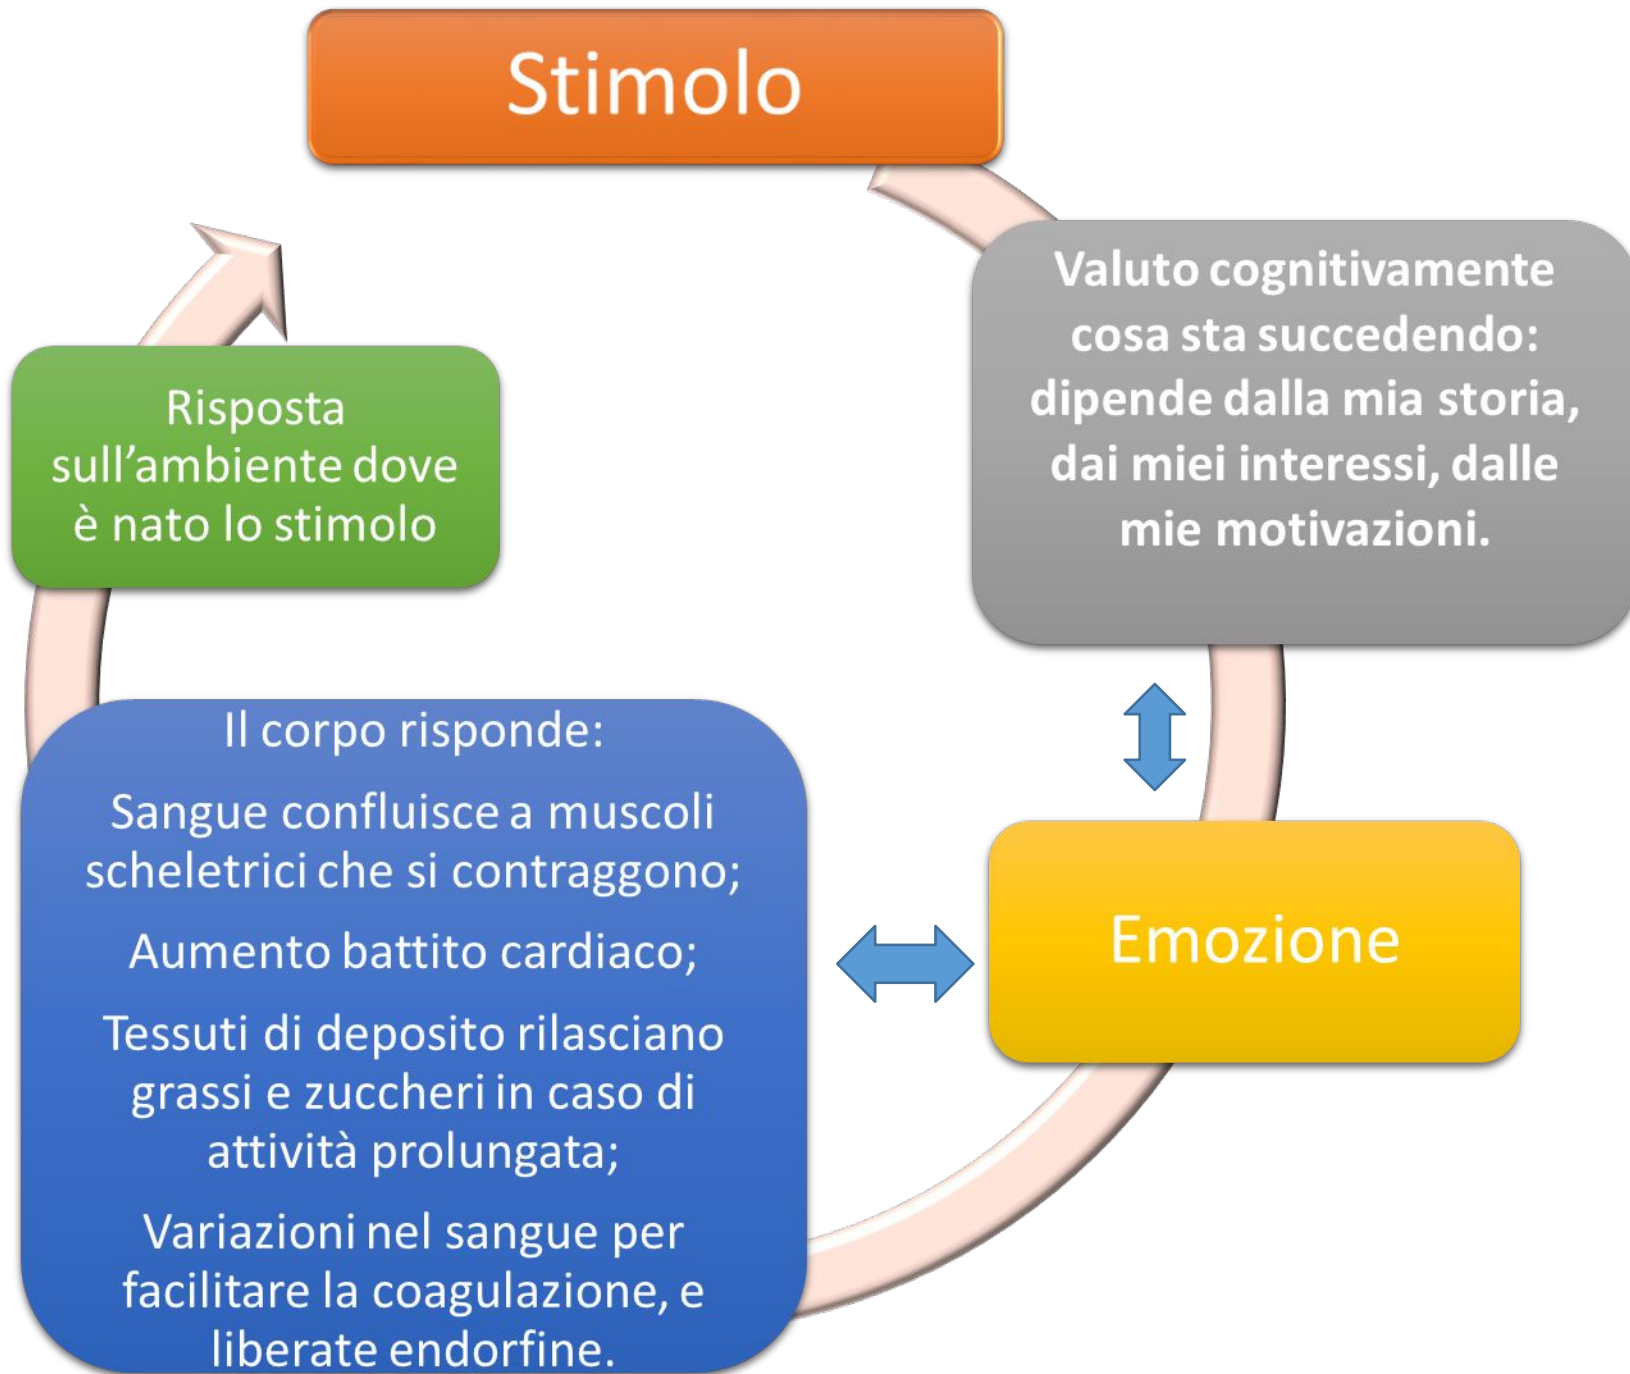 Stimolo
Valuto cognitivamente
cosa sta succedendo:
dipende dalla mia storia,
dai miei interessi, dalle
mie motivazioni.
Emozione
Il corpo risponde:
Sangue confluisce a muscoli
scheletrici che si contraggono;
Aumento battito cardiaco;
Tessuti di deposito rilasciano
grassi e zuccheri in caso di
attività prolungata;
Variazioni nel sangue per
facilitare la coagulazione, e
liberate endorfine.
Risposta
sull’ambiente dove
è nato lo stimolo